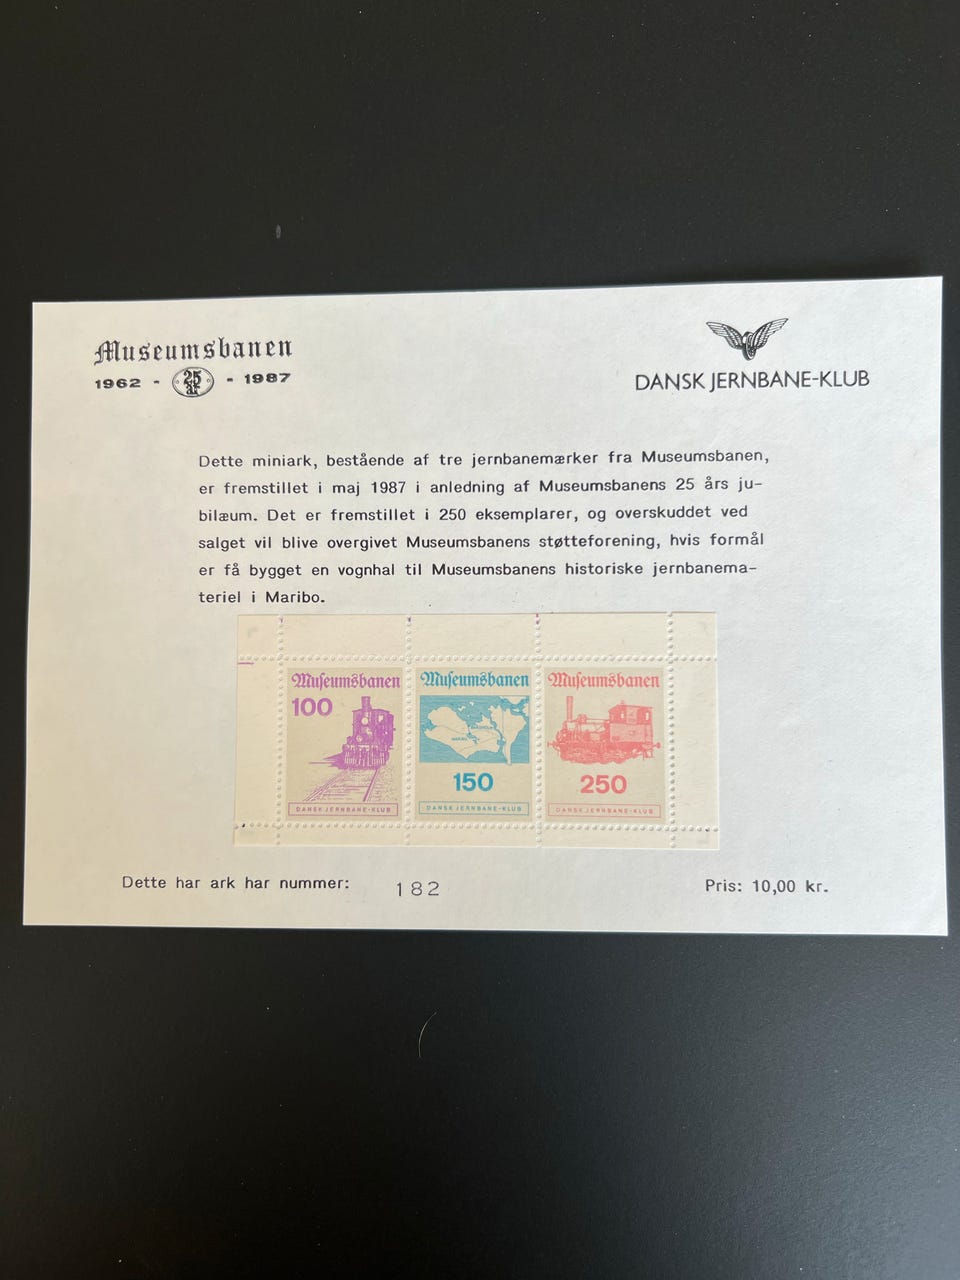 Museumsbanen
1962 - 25 år - 1987
DANSK JERNBANE-KLUB
Dette miniark, bestående af tre jernbanemærker fra Museumsbanen,
er fremstillet i maj 1987 i anledning af Museumsbanens 25 års ju-
bilæum. Det er fremstillet i 250 eksemplarer, og overskuddet ved
salget vil blive overgivet Museumsbanens støtteforening, hvis formål
er få bygget en vognhal til Museumsbanens historiske jernbanema-
teriel i Maribo.
Museumsbanen
100
DANSK JERNBANE-KLUB
Museumsbanen
MARIBO
BANDHOLM
150
DANSK JERNBANE-KLUB
Museumsbanen
250
DANSK JERNBANE-KLUB
Dette har ark har nummer: 182
Pris: 10,00 kr.